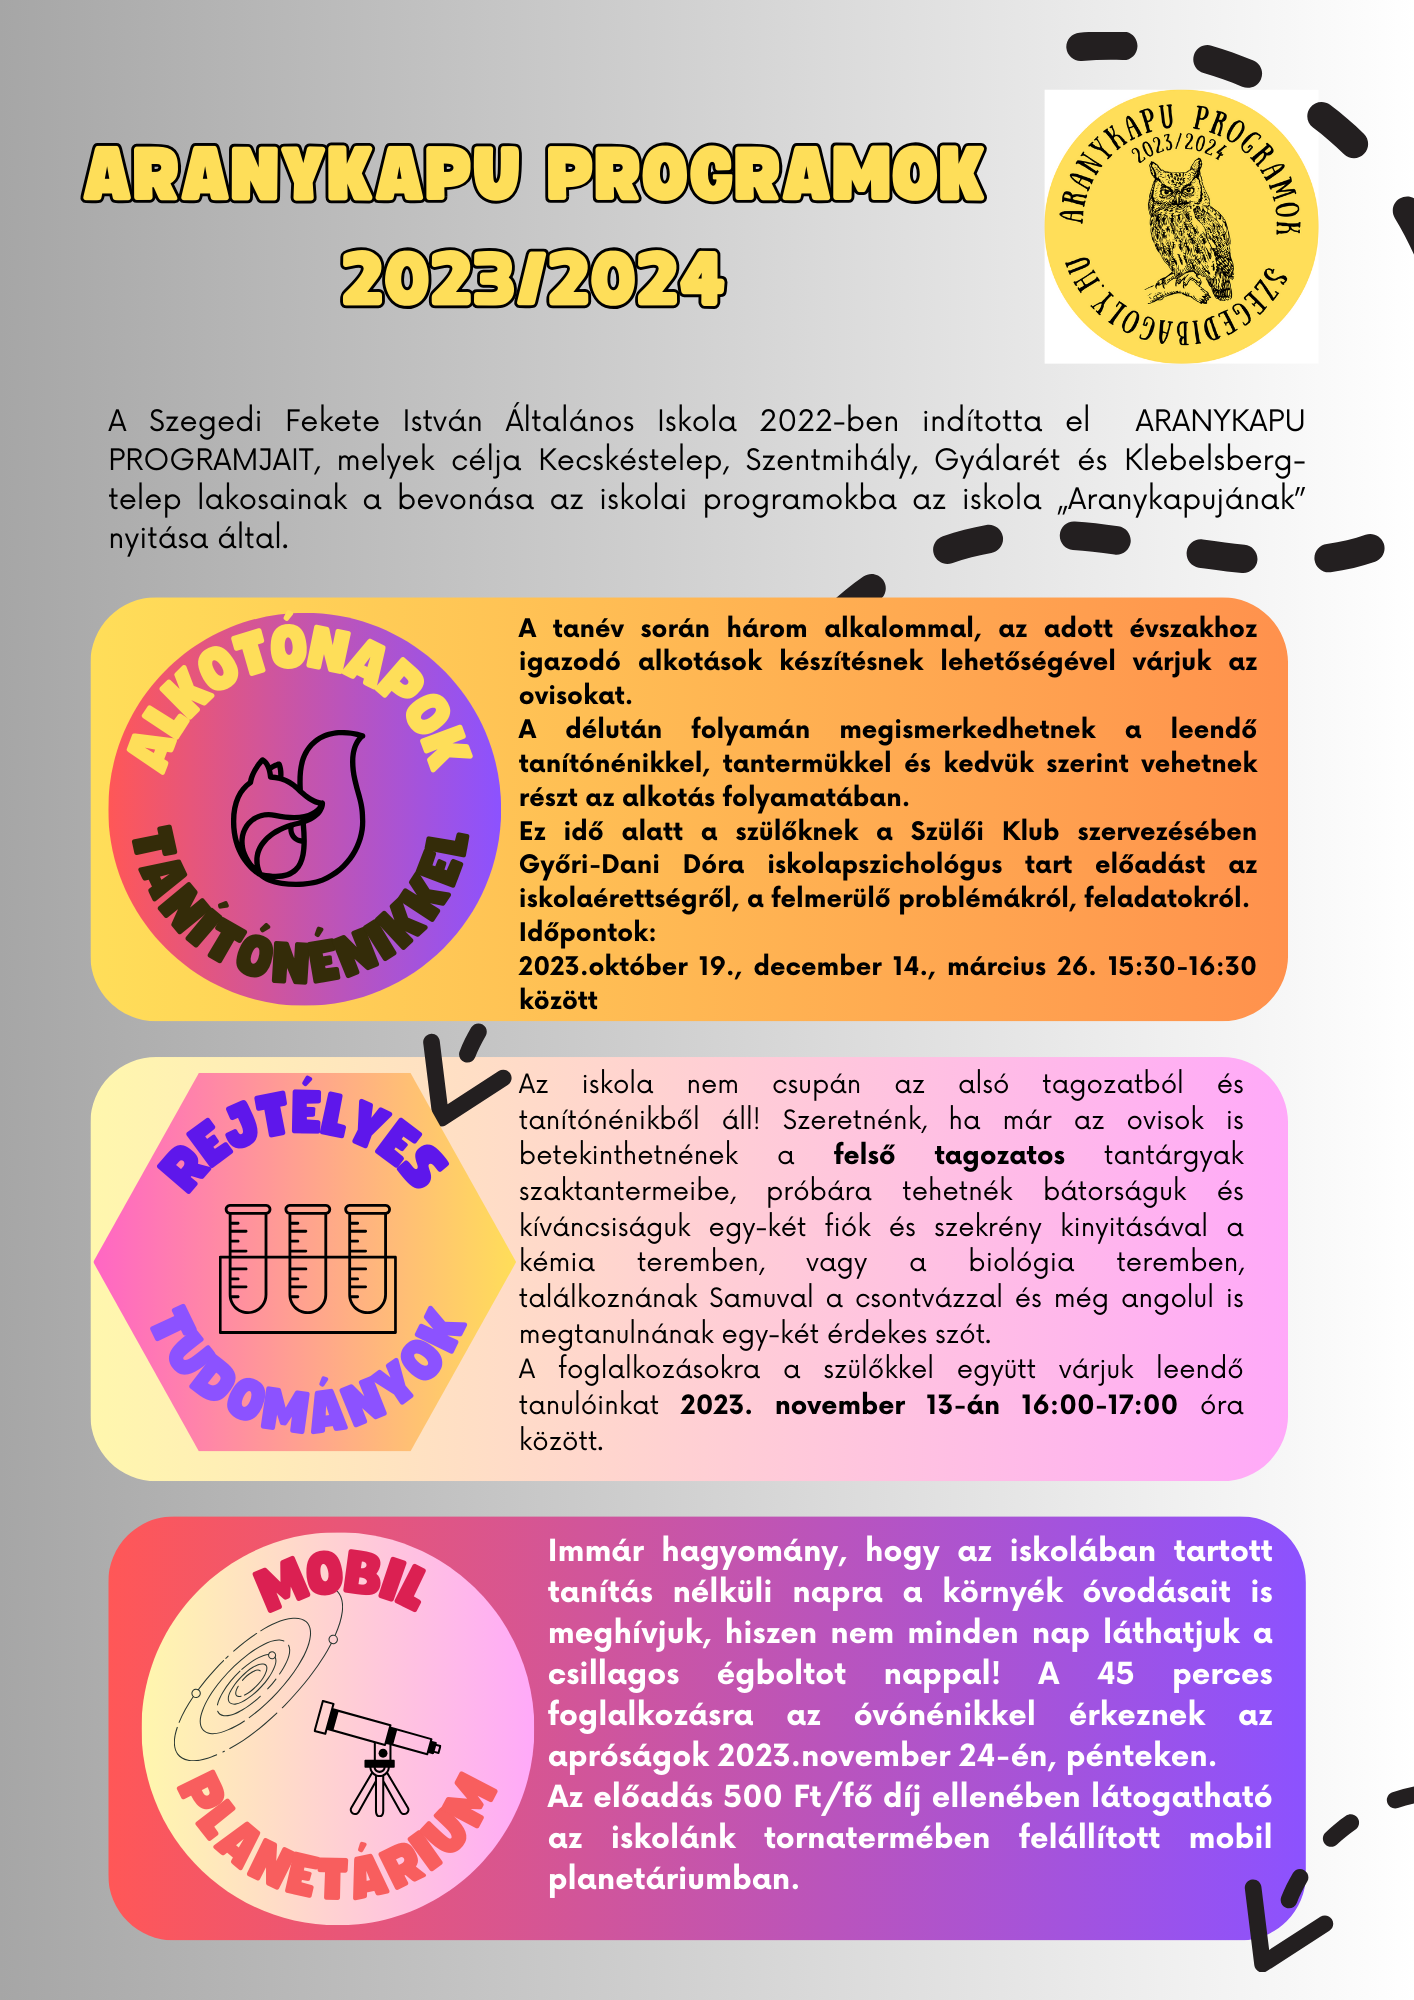 ARANYKAPU PROGRAMOK
2023/2024
ARANYKAPU PROGRAMOK
2023/2024
SZEGEDIBAGOLY.HU
A Szegedi Fekete István Általános Iskola 2022-ben indította el ARANYKAPU
PROGRAMJAIT, melyek célja Kecskéstelep, Szentmihály, Gyálarét és Klebelsberg-
telep lakosainak a bevonása az iskolai programokba az iskola „Aranykapujának”
nyitása által.
ALKOTÓNAPOK
TANÍTÓNÉNIKKEL
A tanév során három alkalommal, az adott évszakhoz
igazodó alkotások készítésnek lehetőségével várjuk az
ovisokat.
A délután folyamán megismerkedhetnek a leendő
tanítónénikkel, tantermükkel és kedvük szerint vehetnek
részt az alkotás folyamatában.
Ez idő alatt a szülőknek a Szülői Klub szervezésében
Győri-Dani Dóra iskolapszichológus tart előadást az
iskolaérettségről, a felmerülő problémákról, feladatokról.
Időpontok:
2023.október 19., december 14., március 26. 15:30-16:30
között
REJTÉLYES
TUDOMÁNYOK
Az iskola nem csupán az alsó tagozatból és
tanítónénikből áll! Szeretnénk, ha már az ovisok is
betekinthetnének a felső tagozatos tantárgyak
szaktantermeibe, próbára tehetnék bátorságuk és
kíváncsiságuk egy-két fiók és szekrény kinyitásával a
kémia teremben, vagy a biológia teremben,
találkoznának Samuval a csontvázzal és még angolul is
megtanulnának egy-két érdekes szót.
A foglalkozásokra a szülőkkel együtt várjuk leendő
tanulóinkat 2023. november 13-án 16:00-17:00 óra
között.
MOBIL
PLANETÁRIUM
Immár hagyomány, hogy az iskolában tartott
tanítás nélküli napra a környék óvodásait is
meghívjuk, hiszen nem minden nap láthatjuk a
csillagos égboltot nappal! A 45 perces
foglalkozásra az óvónénikkel érkeznek az
apróságok 2023.november 24-én, pénteken.
Az előadás 500 Ft/fő díj ellenében látogatható
az iskolánk tornatermében felállított mobil
planetáriumban.